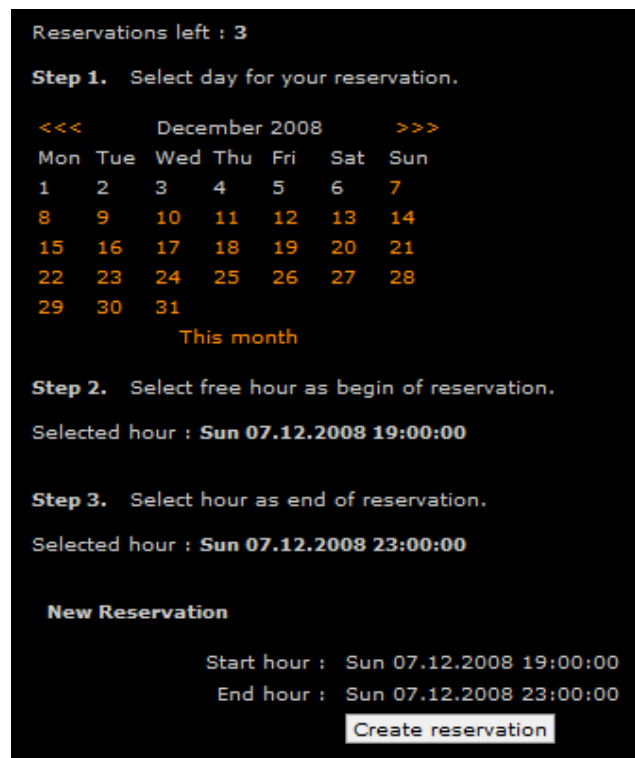 Reservations left : 3
Step 1. Select day for your reservation.
<<< December 2008 >>>
Mon Tue Wed Thu Fri Sat Sun
1 2 3 4 5 6 7
8 9 10 11 12 13 14
15 16 17 18 19 20 21
22 23 24 25 26 27 28
29 30 31
This month
Step 2. Select free hour as begin of reservation.
Selected hour : Sun 07.12.2008 19:00:00
Step 3. Select hour as end of reservation.
Selected hour : Sun 07.12.2008 23:00:00
New Reservation
Start hour : Sun 07.12.2008 19:00:00
End hour : Sun 07.12.2008 23:00:00
Create reservation